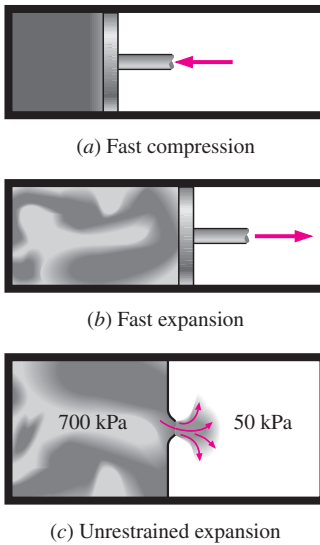 (a) Fast compression
(b) Fast expansion
700 kPa 50 kPa
(c) Unrestrained expansion